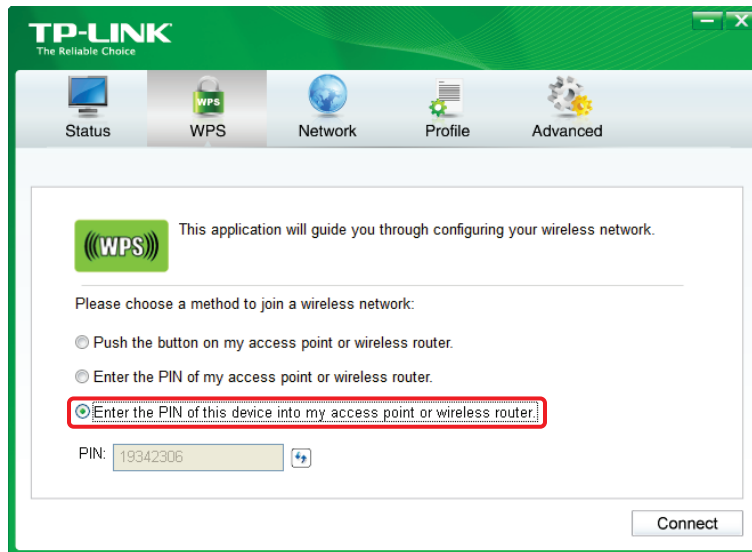 TP-LINK
The Reliable Choice
Status WPS Network Profile Advanced
WPS
This application will guide you through configuring your wireless network.
(((WPS)))
Please choose a method to join a wireless network:
Push the button on my access point or wireless router.
Enter the PIN of my access point or wireless router.
Enter the PIN of this device into my access point or wireless router.
PIN: 19342306
Connect